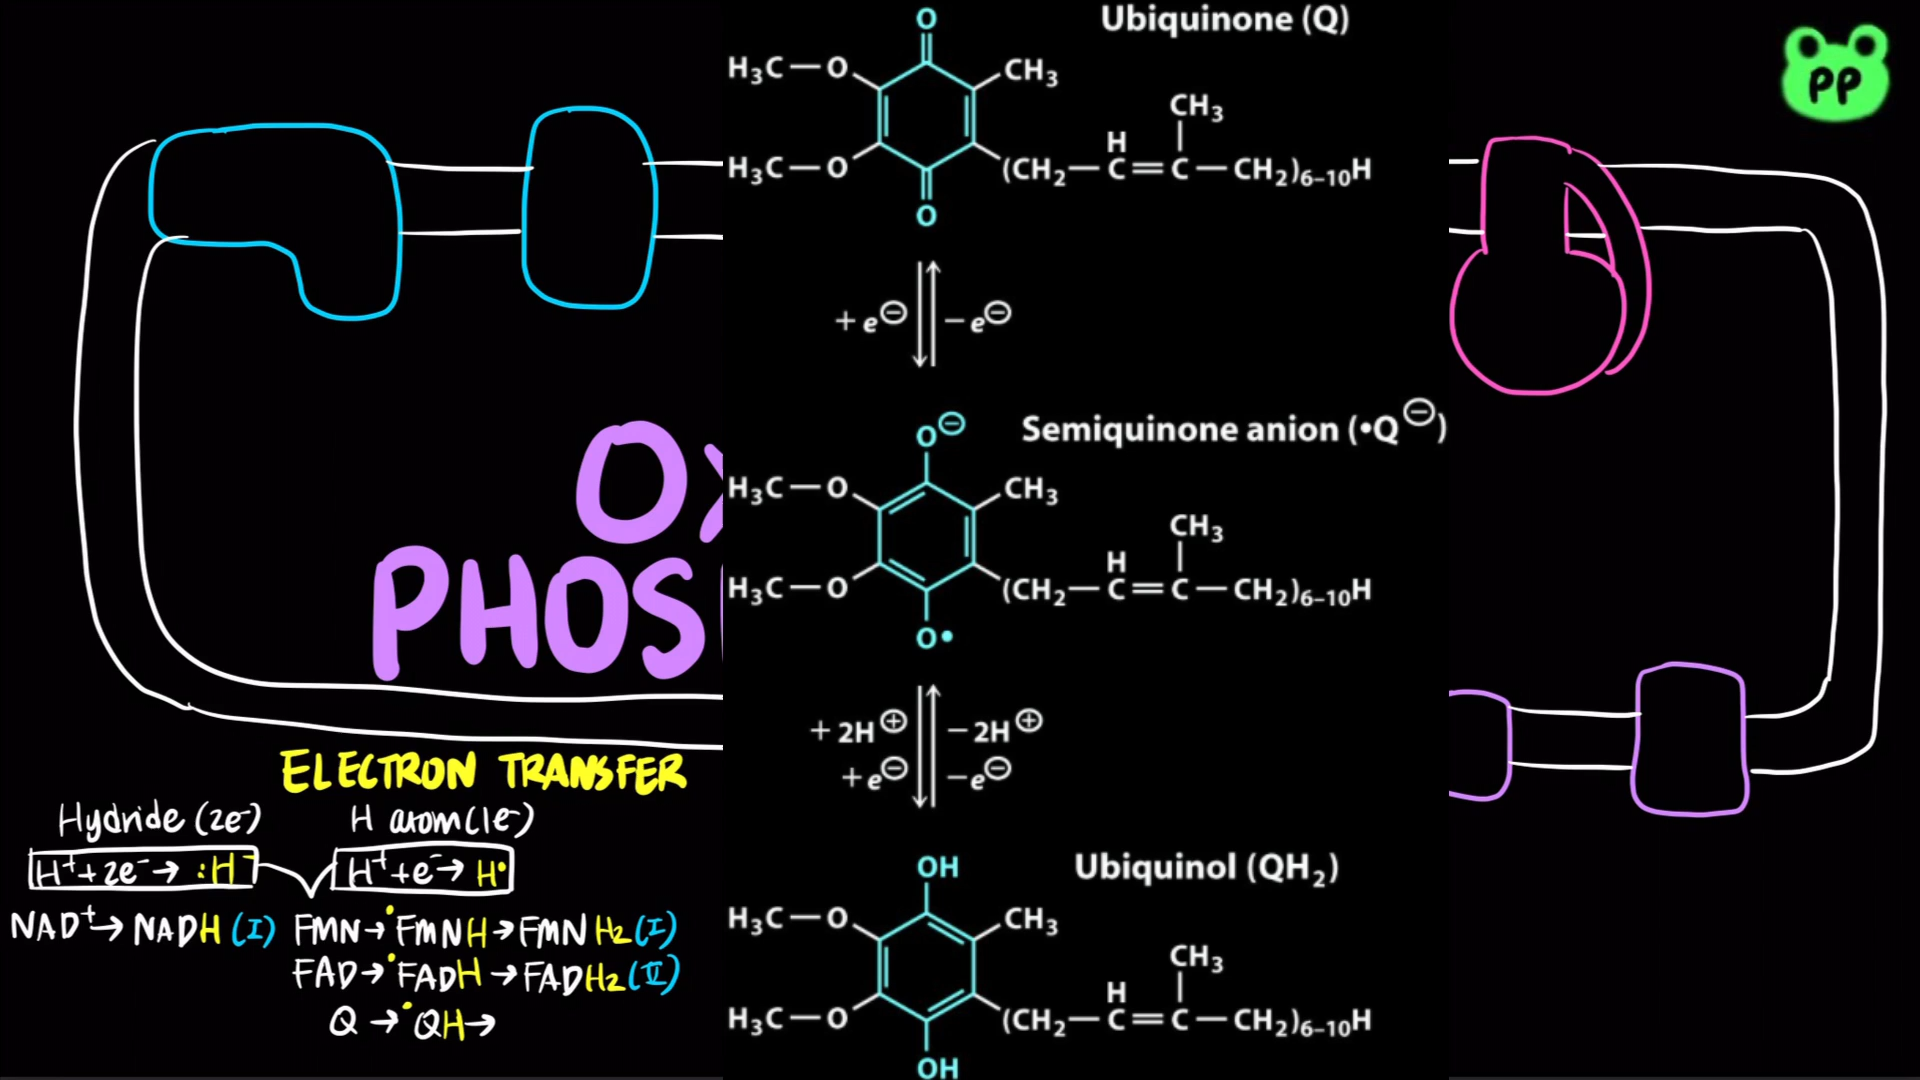 PP
OX
PHOS
ELECTRON TRANSFER
Hydride (2e⁻)
H⁺+2e⁻→ :H⁻
NAD⁺→ NADH (I)
H atom (1e⁻)
H⁺+e⁻→ H•
FMN→•FMNH→FMNH₂(I)
FAD→•FADH→FADH₂(II)
Q→•QH→
Ubiquinone (Q)
O
H₃C—O
CH₃
CH₃
H
H₃C—O
(CH₂—C=C—CH₂)₆₋₁₀H
O
+e⊖ −e⊖
Semiquinone anion (•Q⊖)
O⊖
H₃C—O
CH₃
CH₃
H
H₃C—O
(CH₂—C=C—CH₂)₆₋₁₀H
O•
+2H⊕ −2H⊕
+e⊖ −e⊖
Ubiquinol (QH₂)
OH
H₃C—O
CH₃
CH₃
H
H₃C—O
(CH₂—C=C—CH₂)₆₋₁₀H
OH